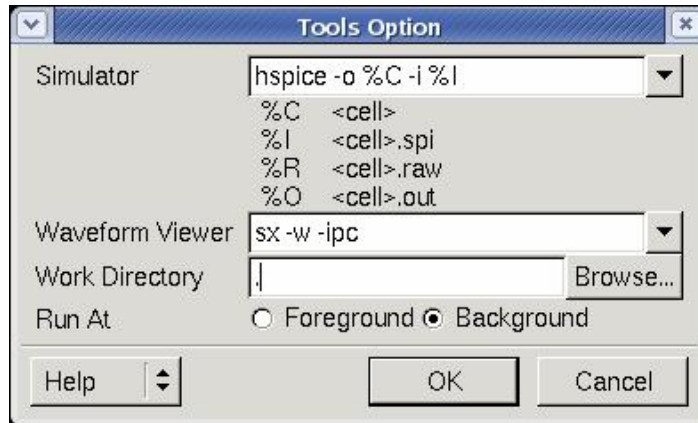 Tools Option
Simulator hspice -o %C -i %I
%C <cell>
%I <cell>.spi
%R <cell>.raw
%O <cell>.out
Waveform Viewer sx -w -ipc
Work Directory . Browse...
Run At Foreground Background
Help OK Cancel